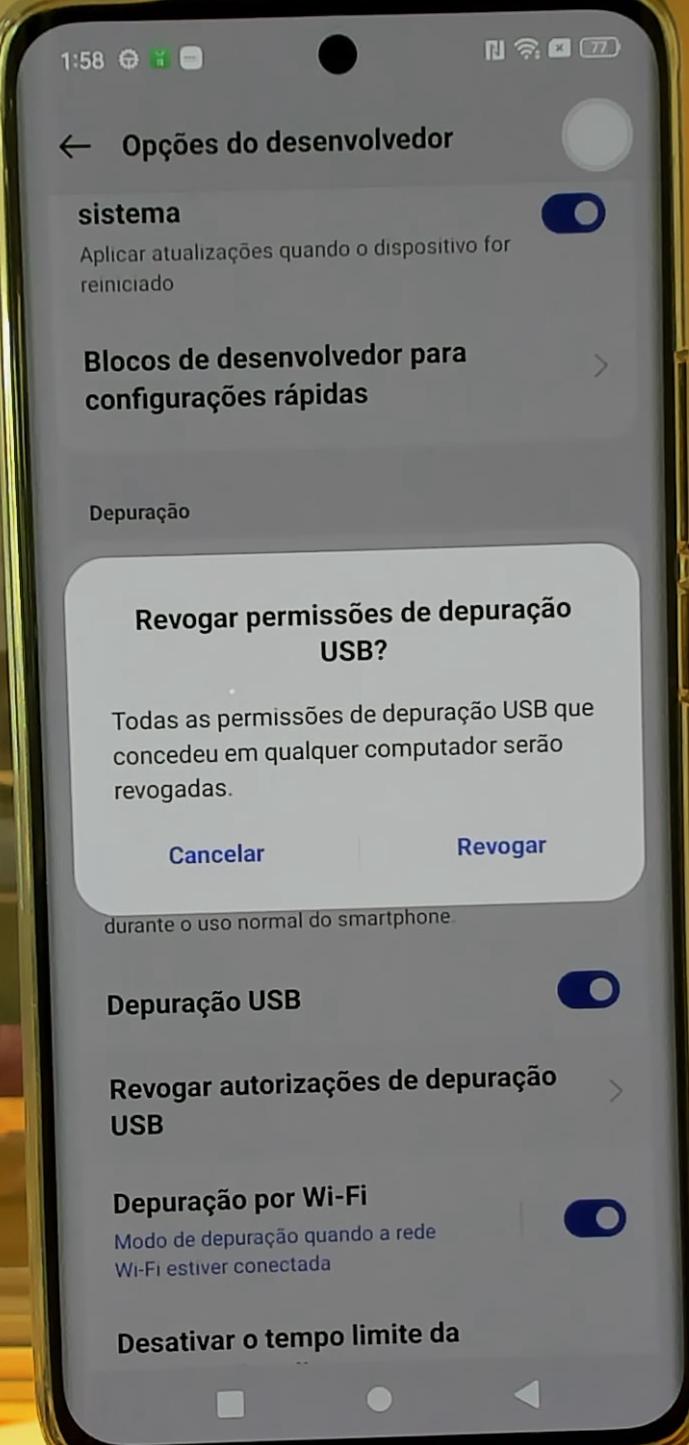 1:58
77
Opções do desenvolvedor
sistema
Aplicar atualizações quando o dispositivo for
reiniciado
Blocos de desenvolvedor para
configurações rápidas
Depuração
Revogar permissões de depuração
USB?
Todas as permissões de depuração USB que
concedeu em qualquer computador serão
revogadas.
Cancelar
Revogar
durante o uso normal do smartphone.
Depuração USB
Revogar autorizações de depuração
USB
Depuração por Wi-Fi
Modo de depuração quando a rede
Wi-Fi estiver conectada
Desativar o tempo limite da